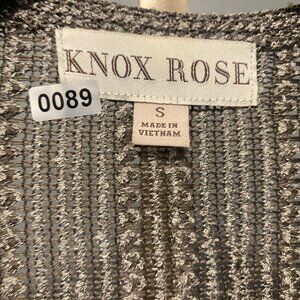 KNOX ROSE
0089
S
MADE IN
VIETNAM